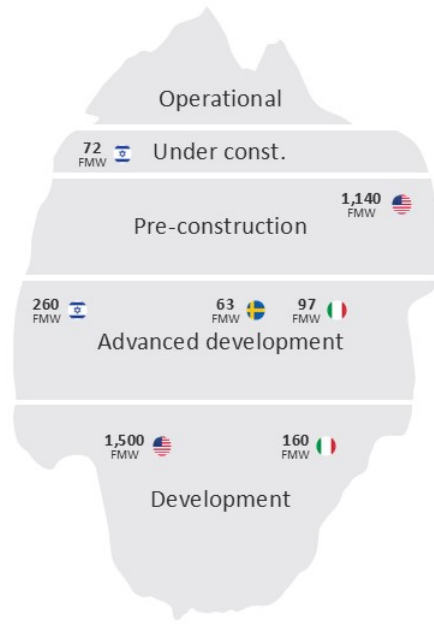 Operational
72
FMW
Under const.
1,140
FMW
Pre-construction
260
FMW
63
FMW
97
FMW
Advanced development
1,500
FMW
160
FMW
Development